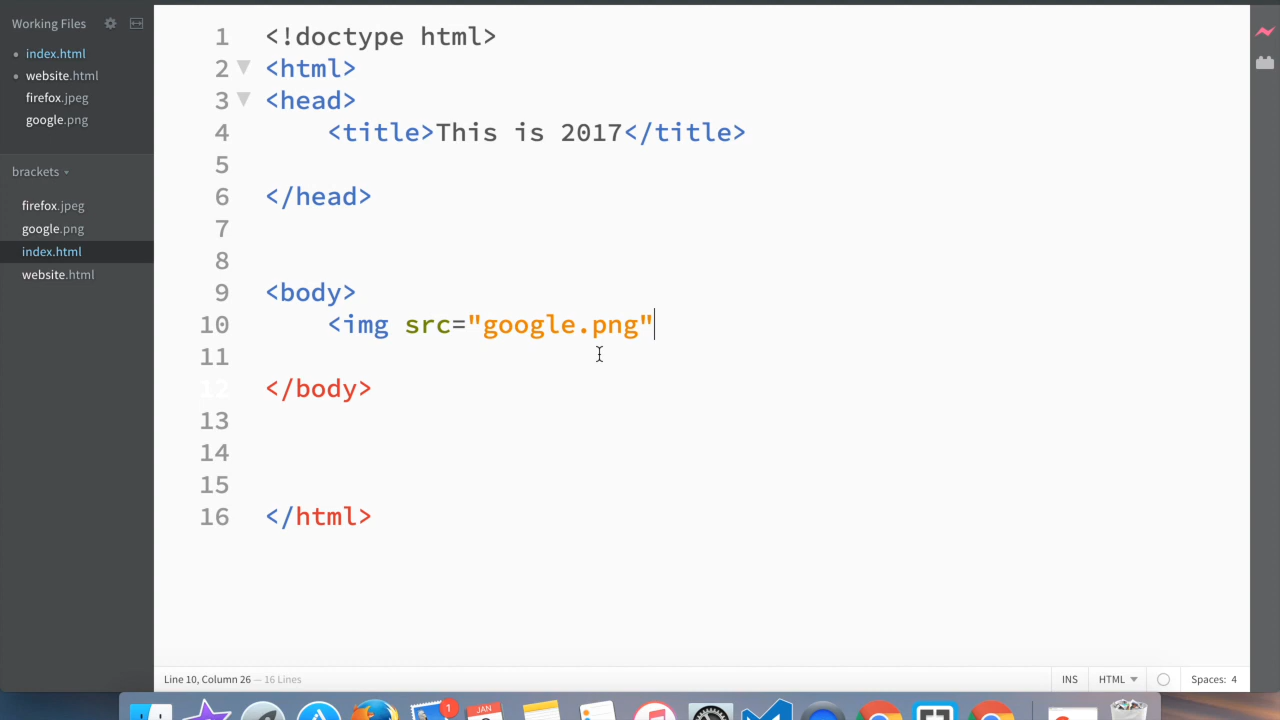 Working Files
index.html
website.html
firefox.jpeg
google.png
brackets
firefox.jpeg
google.png
index.html
website.html
1 <!doctype html>
2 <html>
3 <head>
4 <title>This is 2017</title>
5
6 </head>
7
8
9 <body>
10 <img src="google.png"
11
12 </body>
13
14
15
16 </html>
Line 10, Column 26 — 16 Lines
INS
HTML
Spaces: 4
1
JAN